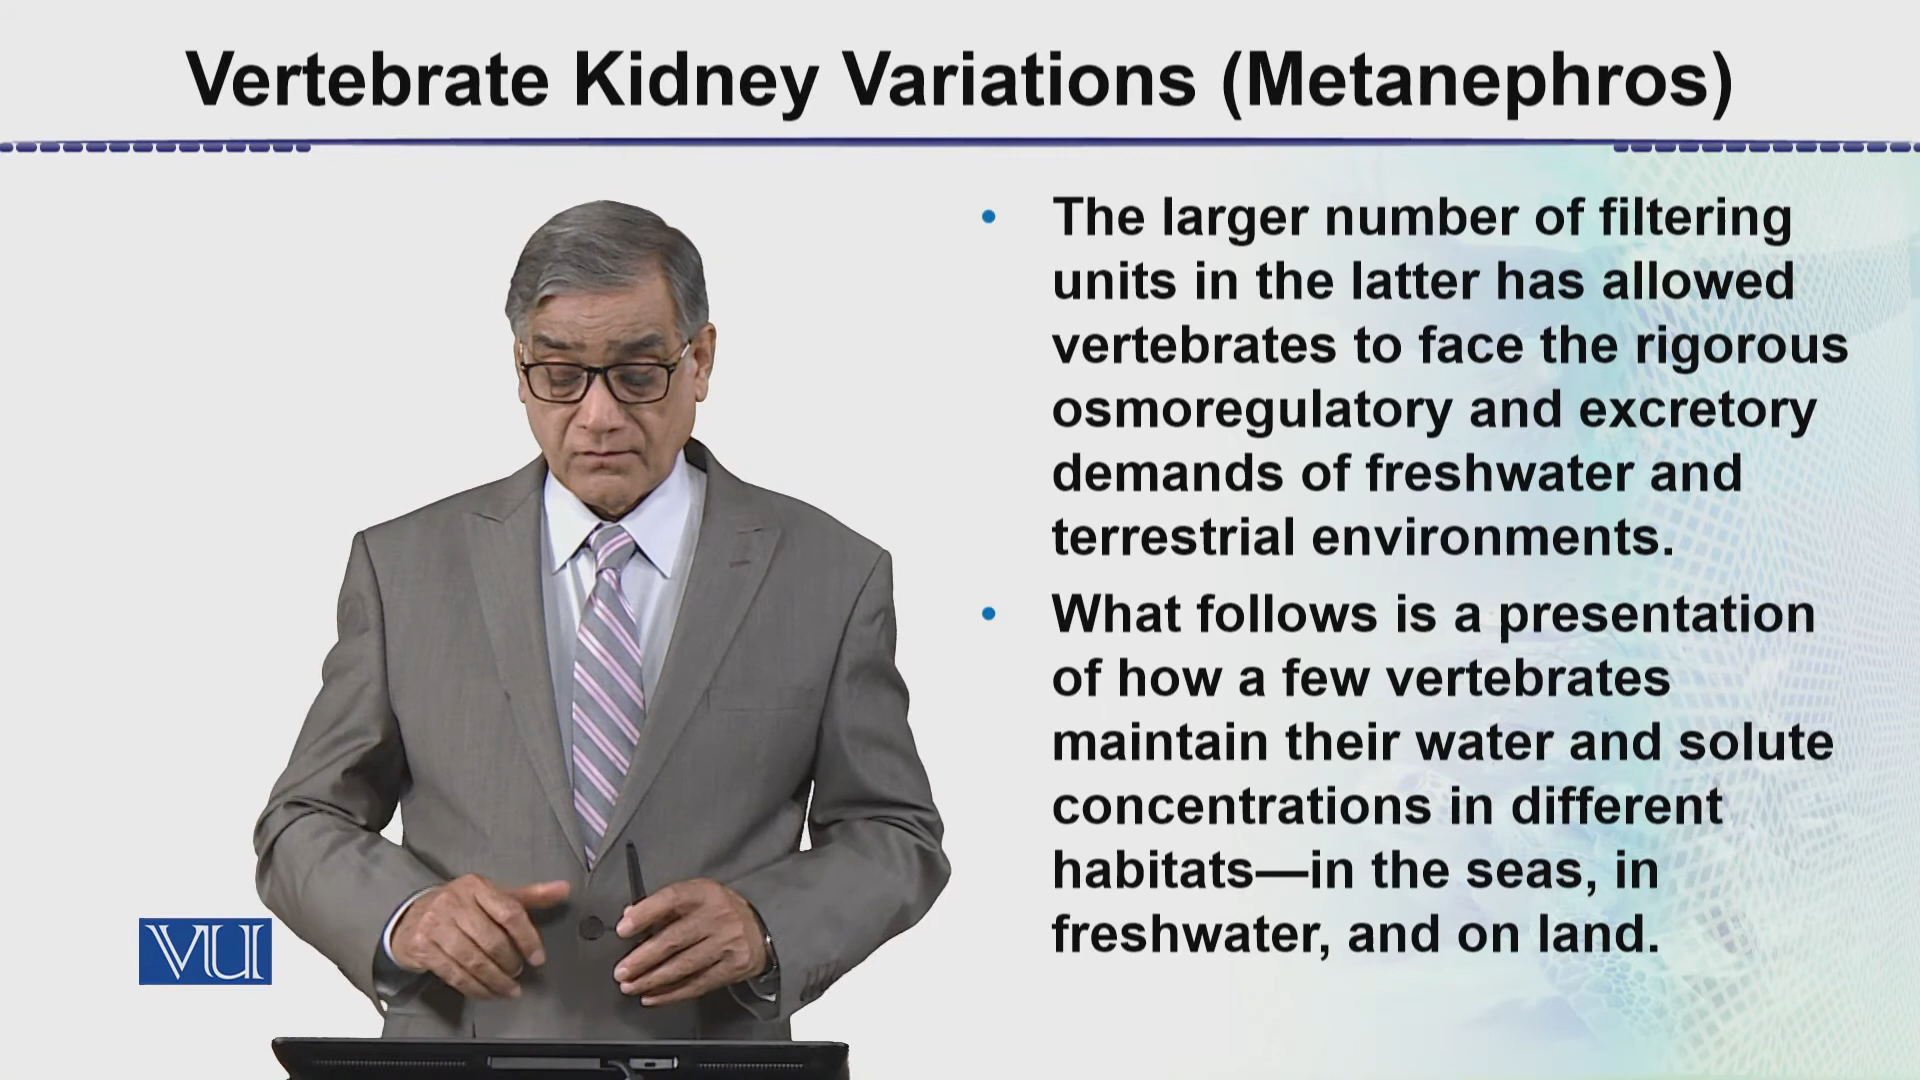 Vertebrate Kidney Variations (Metanephros)
• The larger number of filtering
units in the latter has allowed
vertebrates to face the rigorous
osmoregulatory and excretory
demands of freshwater and
terrestrial environments.
• What follows is a presentation
of how a few vertebrates
maintain their water and solute
concentrations in different
habitats—in the seas, in
freshwater, and on land.
VU